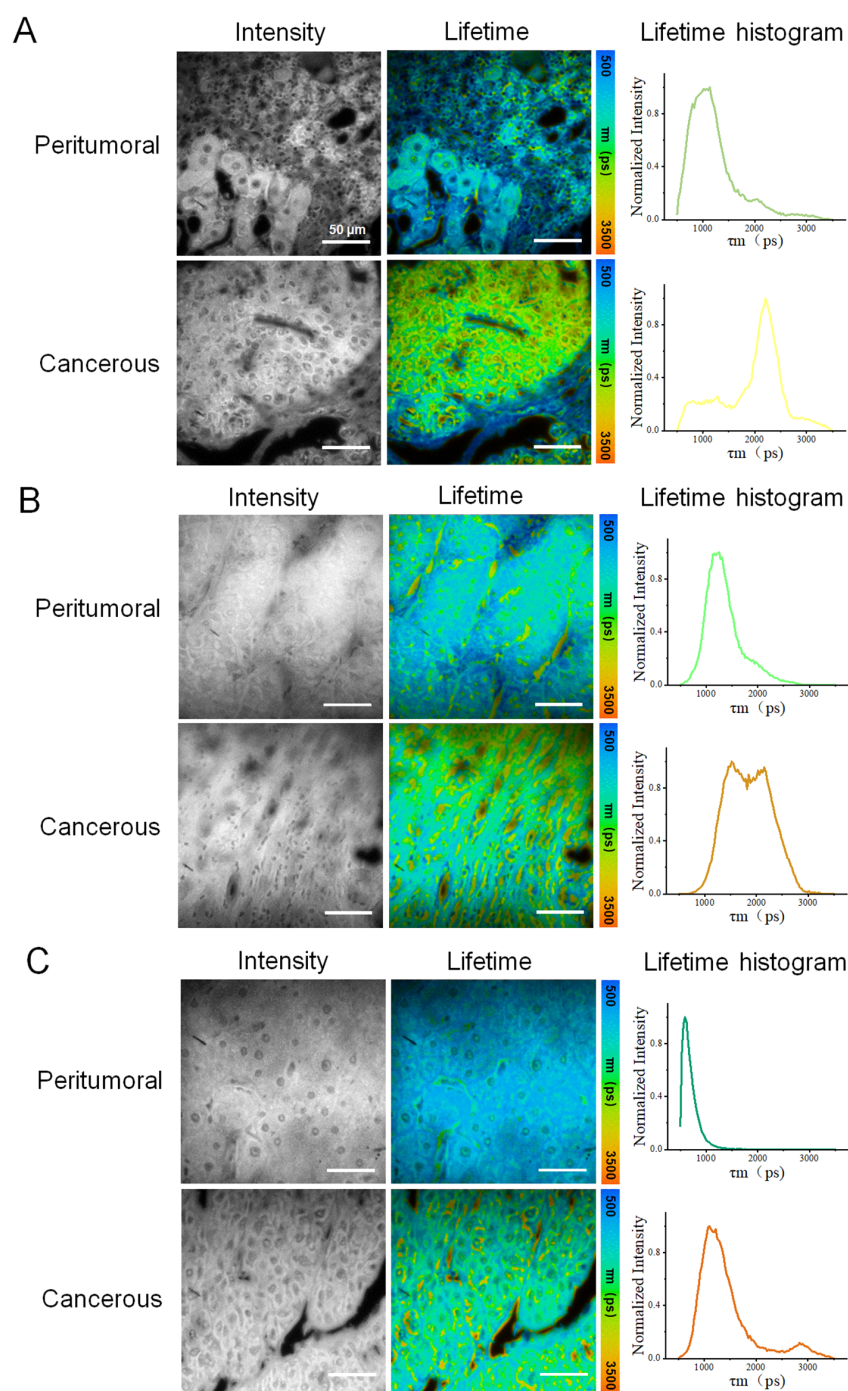 A
Intensity
Lifetime
Lifetime histogram
Peritumoral
50 μm
500
τm (ps)
3500
Normalized Intensity
0.8
0.4
0.0
1000 2000 3000
τm (ps)
Cancerous
500
τm (ps)
3500
Normalized Intensity
0.8
0.4
0.0
1000 2000 3000
τm (ps)
B
Intensity
Lifetime
Lifetime histogram
Peritumoral
500
τm (ps)
3500
Normalized Intensity
0.8
0.4
0.0
1000 2000 3000
τm (ps)
Cancerous
500
τm (ps)
3500
Normalized Intensity
0.8
0.4
0.0
1000 2000 3000
τm (ps)
C
Intensity
Lifetime
Lifetime histogram
Peritumoral
500
τm (ps)
3500
Normalized Intensity
0.8
0.4
0.0
1000 2000 3000
τm (ps)
Cancerous
500
τm (ps)
3500
Normalized Intensity
0.8
0.4
0.0
1000 2000 3000
τm (ps)